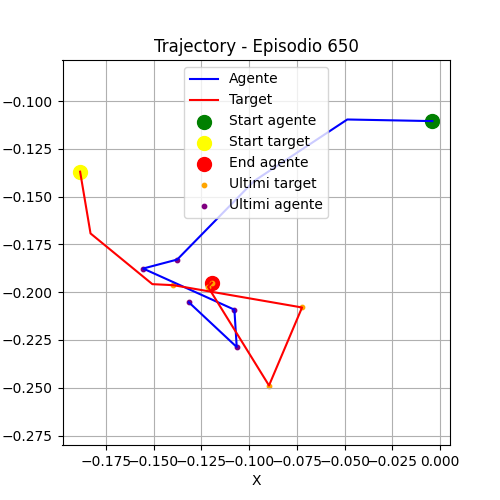 Trajectory - Episodio 650
Agente
Target
Start agente
Start target
End agente
Ultimi target
Ultimi agente
−0.100
−0.125
−0.150
−0.175
−0.200
−0.225
−0.250
−0.275
−0.175 −0.150 −0.125 −0.100 −0.075 −0.050 −0.025 0.000
X